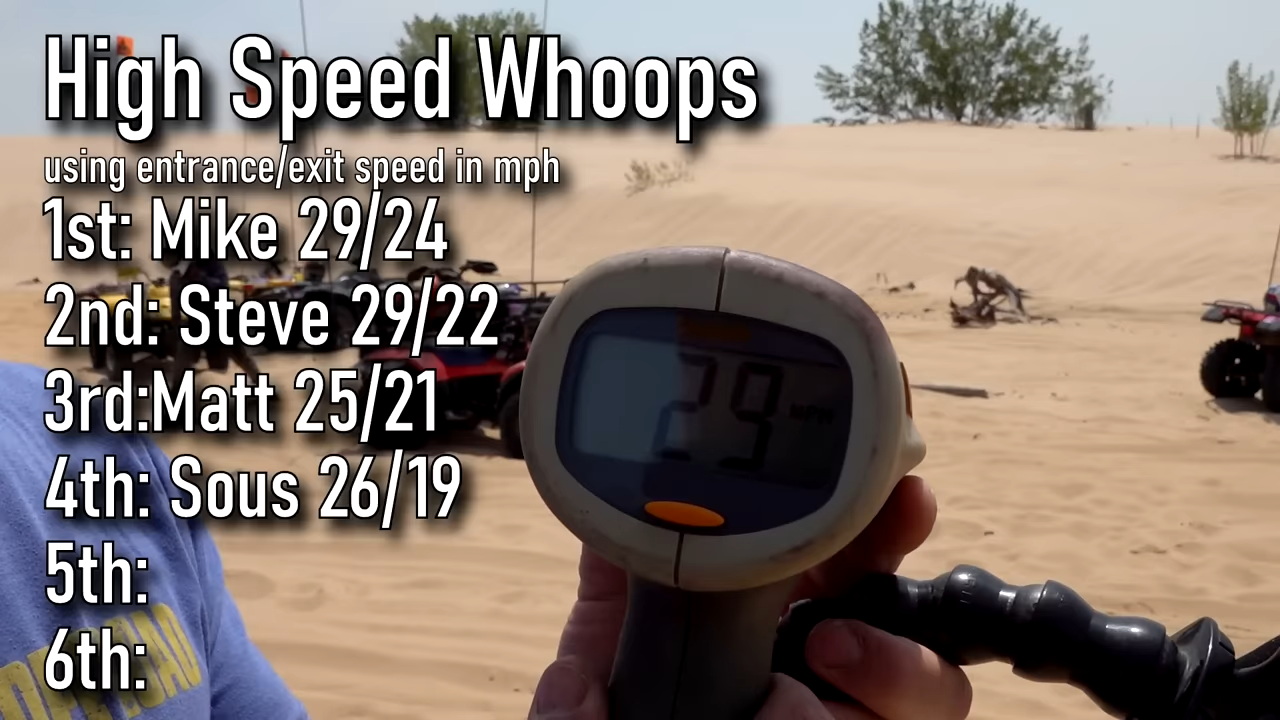 High Speed Whoops
using entrance/exit speed in mph
1st: Mike 29/24
2nd: Steve 29/22
3rd:Matt 25/21
4th: Sous 26/19
5th:
6th:
29 MPH